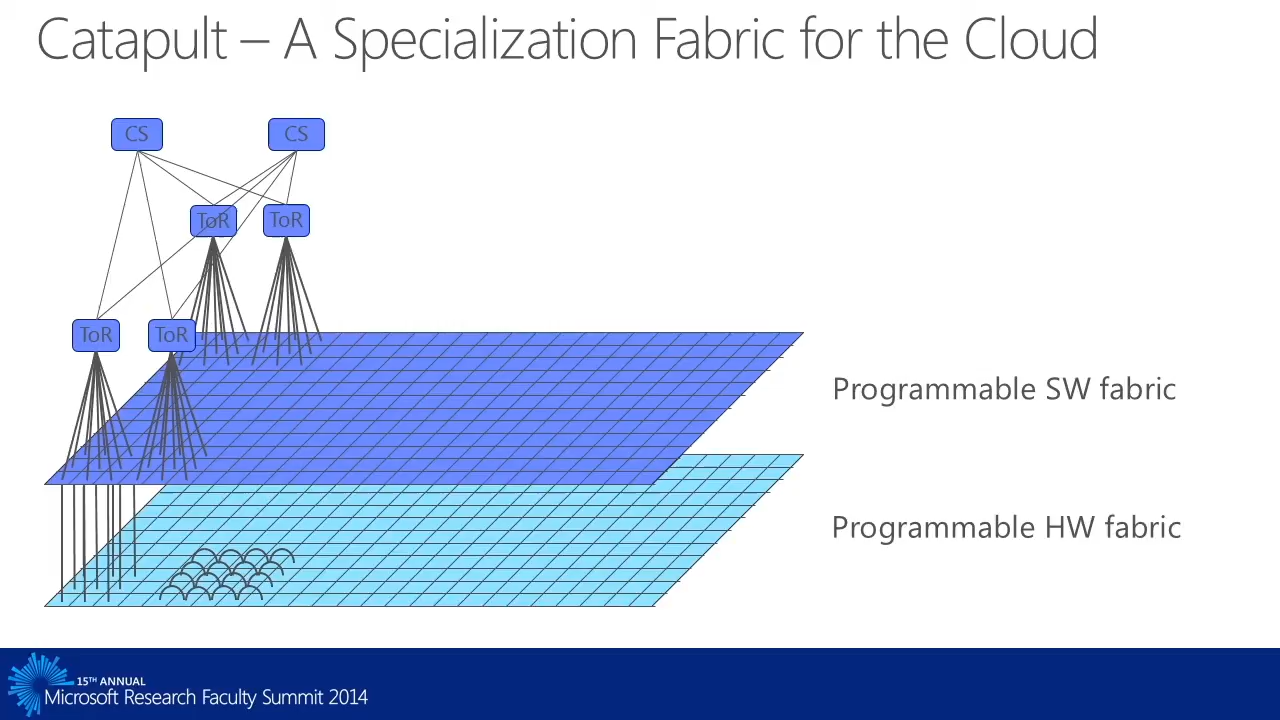 Catapult – A Specialization Fabric for the Cloud
CS
CS
ToR
ToR
ToR
ToR
Programmable SW fabric
Programmable HW fabric
15TH ANNUAL
Microsoft Research Faculty Summit 2014